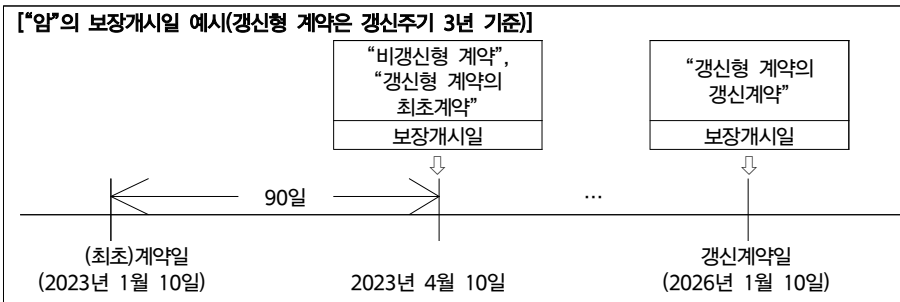 [“암”의 보장개시일 예시(갱신형 계약은 갱신주기 3년 기준)]
“비갱신형 계약”,
“갱신형 계약의
최초계약”
보장개시일
“갱신형 계약의
갱신계약”
보장개시일
90일
...
(최초)계약일
(2023년 1월 10일)
2023년 4월 10일
갱신계약일
(2026년 1월 10일)